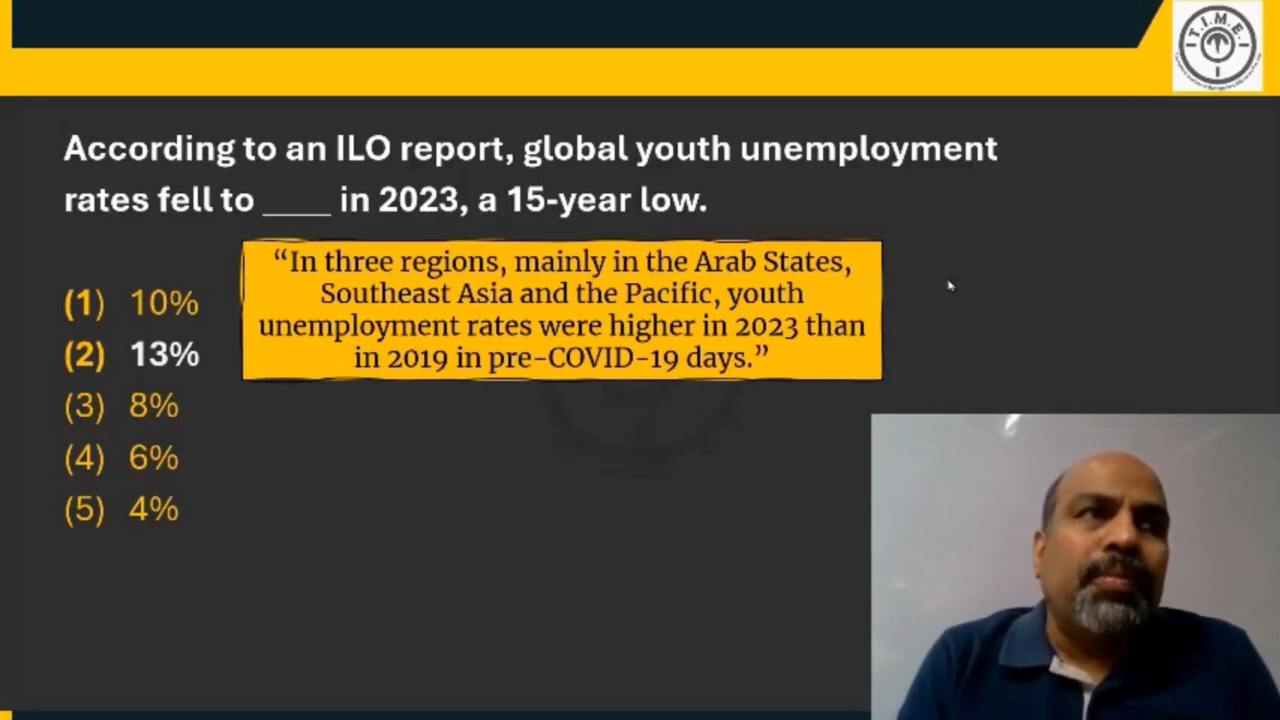 T.I.M.E.
According to an ILO report, global youth unemployment
rates fell to ____ in 2023, a 15-year low.
“In three regions, mainly in the Arab States,
Southeast Asia and the Pacific, youth
unemployment rates were higher in 2023 than
in 2019 in pre-COVID-19 days.”
(1) 10%
(2) 13%
(3) 8%
(4) 6%
(5) 4%